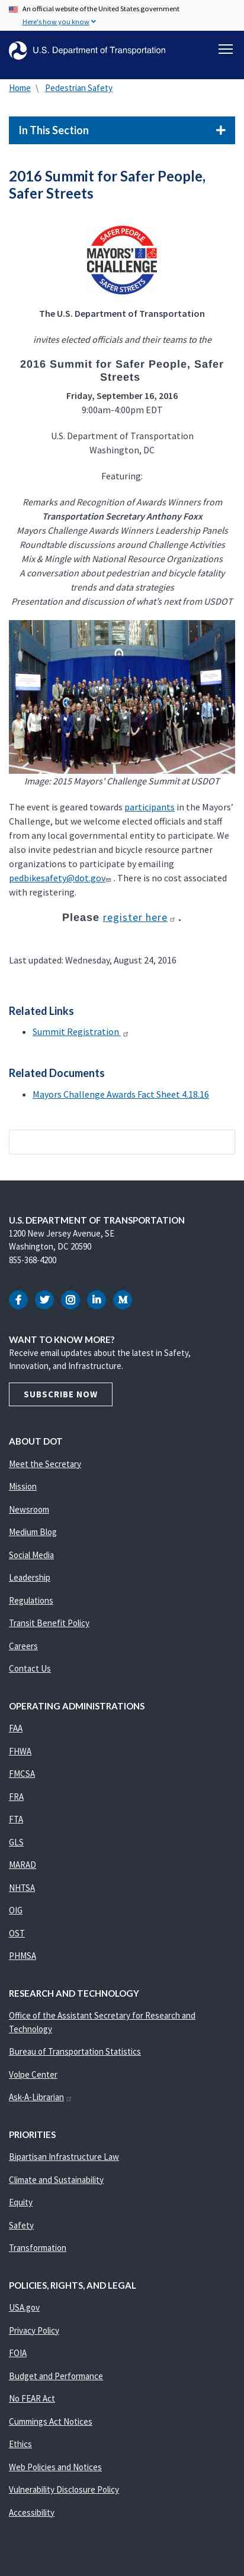 An official website of the United States government
Here's how you know
U.S. Department of Transportation
Home \ Pedestrian Safety
In This Section
2016 Summit for Safer People,
Safer Streets
SAFER PEOPLE
MAYORS'
CHALLENGE
SAFER STREETS
The U.S. Department of Transportation
invites elected officials and their teams to the
2016 Summit for Safer People, Safer
Streets
Friday, September 16, 2016
9:00am-4:00pm EDT
U.S. Department of Transportation
Washington, DC
Featuring:
Remarks and Recognition of Awards Winners from
Transportation Secretary Anthony Foxx
Mayors Challenge Awards Winners Leadership Panels
Roundtable discussions around Challenge Activities
Mix & Mingle with National Resource Organizations
A conversation about pedestrian and bicycle fatality
trends and data strategies
Presentation and discussion of what's next from USDOT
Image: 2015 Mayors' Challenge Summit at USDOT
The event is geared towards participants in the Mayors'
Challenge, but we welcome elected officials and staff
from any local governmental entity to participate. We
also invite pedestrian and bicycle resource partner
organizations to participate by emailing
pedbikesafety@dot.gov . There is no cost associated
with registering.
Please register here .
Last updated: Wednesday, August 24, 2016
Related Links
Summit Registration
Related Documents
Mayors Challenge Awards Fact Sheet 4.18.16
U.S. DEPARTMENT OF TRANSPORTATION
1200 New Jersey Avenue, SE
Washington, DC 20590
855-368-4200
WANT TO KNOW MORE?
Receive email updates about the latest in Safety,
Innovation, and Infrastructure.
SUBSCRIBE NOW
ABOUT DOT
Meet the Secretary
Mission
Newsroom
Medium Blog
Social Media
Leadership
Regulations
Transit Benefit Policy
Careers
Contact Us
OPERATING ADMINISTRATIONS
FAA
FHWA
FMCSA
FRA
FTA
GLS
MARAD
NHTSA
OIG
OST
PHMSA
RESEARCH AND TECHNOLOGY
Office of the Assistant Secretary for Research and
Technology
Bureau of Transportation Statistics
Volpe Center
Ask-A-Librarian
PRIORITIES
Bipartisan Infrastructure Law
Climate and Sustainability
Equity
Safety
Transformation
POLICIES, RIGHTS, AND LEGAL
USA.gov
Privacy Policy
FOIA
Budget and Performance
No FEAR Act
Cummings Act Notices
Ethics
Web Policies and Notices
Vulnerability Disclosure Policy
Accessibility